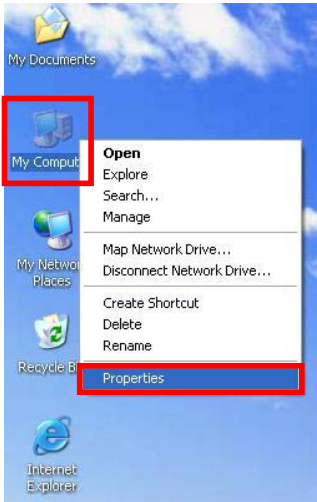 My Documents
My Comput
Open
Explore
Search...
Manage
Map Network Drive...
Disconnect Network Drive...
My Networ
Places
Create Shortcut
Delete
Rename
Recycle B
Properties
Internet
Explorer